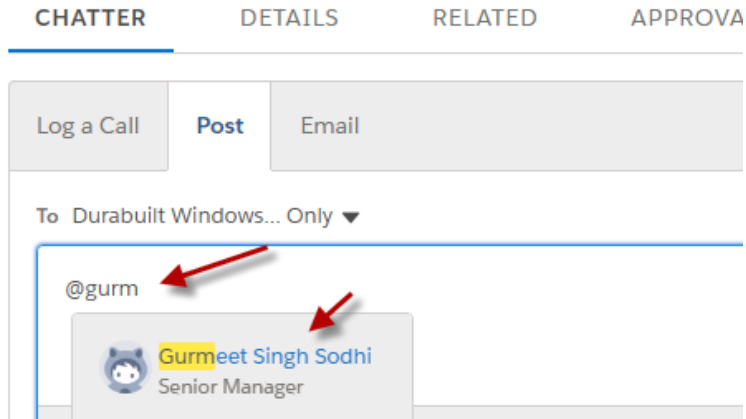 CHATTER DETAILS RELATED APPROVA
Log a Call Post Email
To Durabuilt Windows... Only
@gurm
Gurmeet Singh Sodhi
Senior Manager